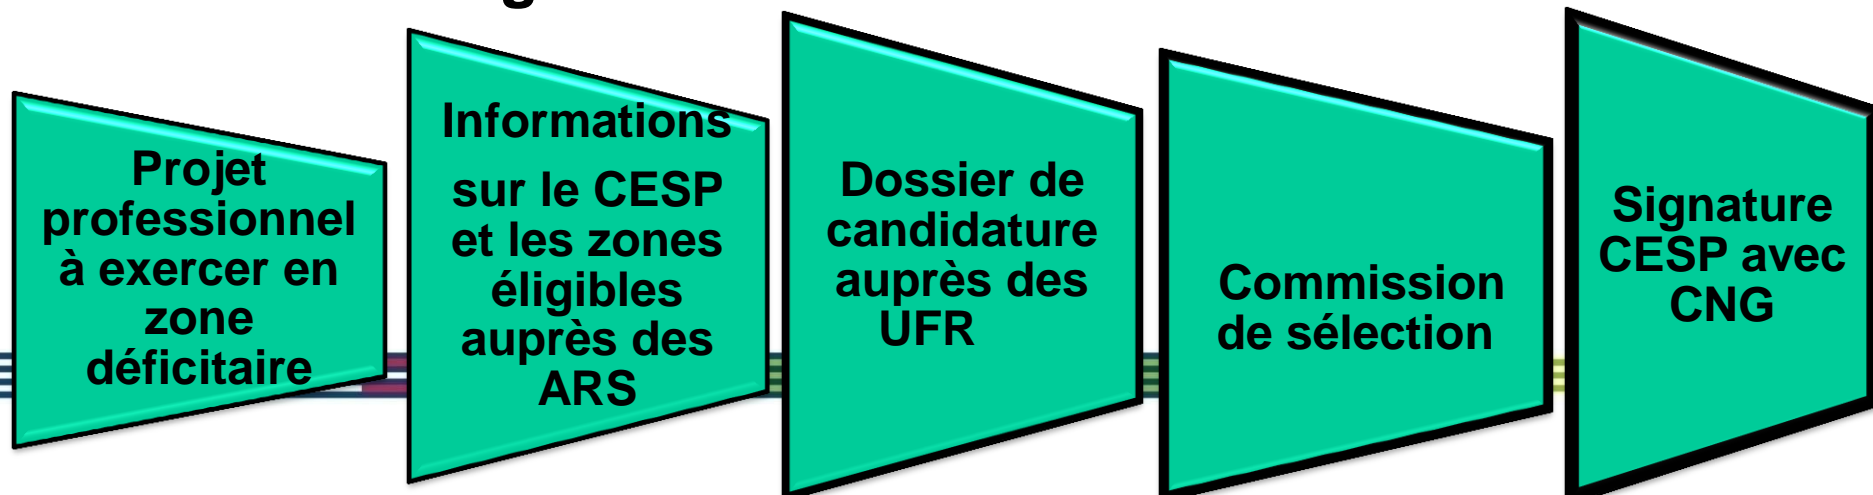 Projet
professionnel
à exercer en
zone
déficitaire
Informations
sur le CESP
et les zones
éligibles
auprès des
ARS
Dossier de
candidature
auprès des
UFR
Commission
de sélection
Signature
CESP avec
CNG